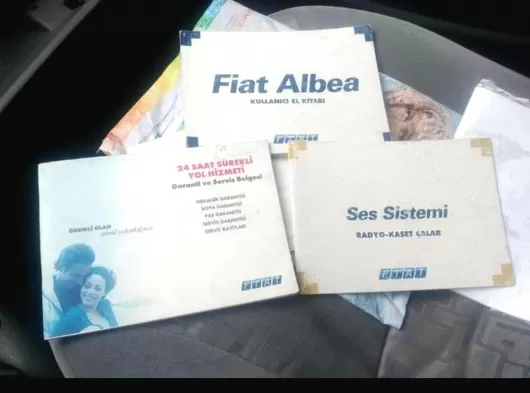 Fiat Albea
KULLANICI EL KİTABI
FIAT
24 SAAT SÜREKLİ
YOL HİZMETİ
Garanti ve Servis Belgesi
MEKANİK GARANTİSİ
BOYA GARANTİSİ
PAS GARANTİSİ
SERVİS GARANTİSİ
SERVİS KAYITLARI
ÖNEMLİ OLAN
FIAT
Ses Sistemi
RADYO-KASET ÇALAR
FIAT